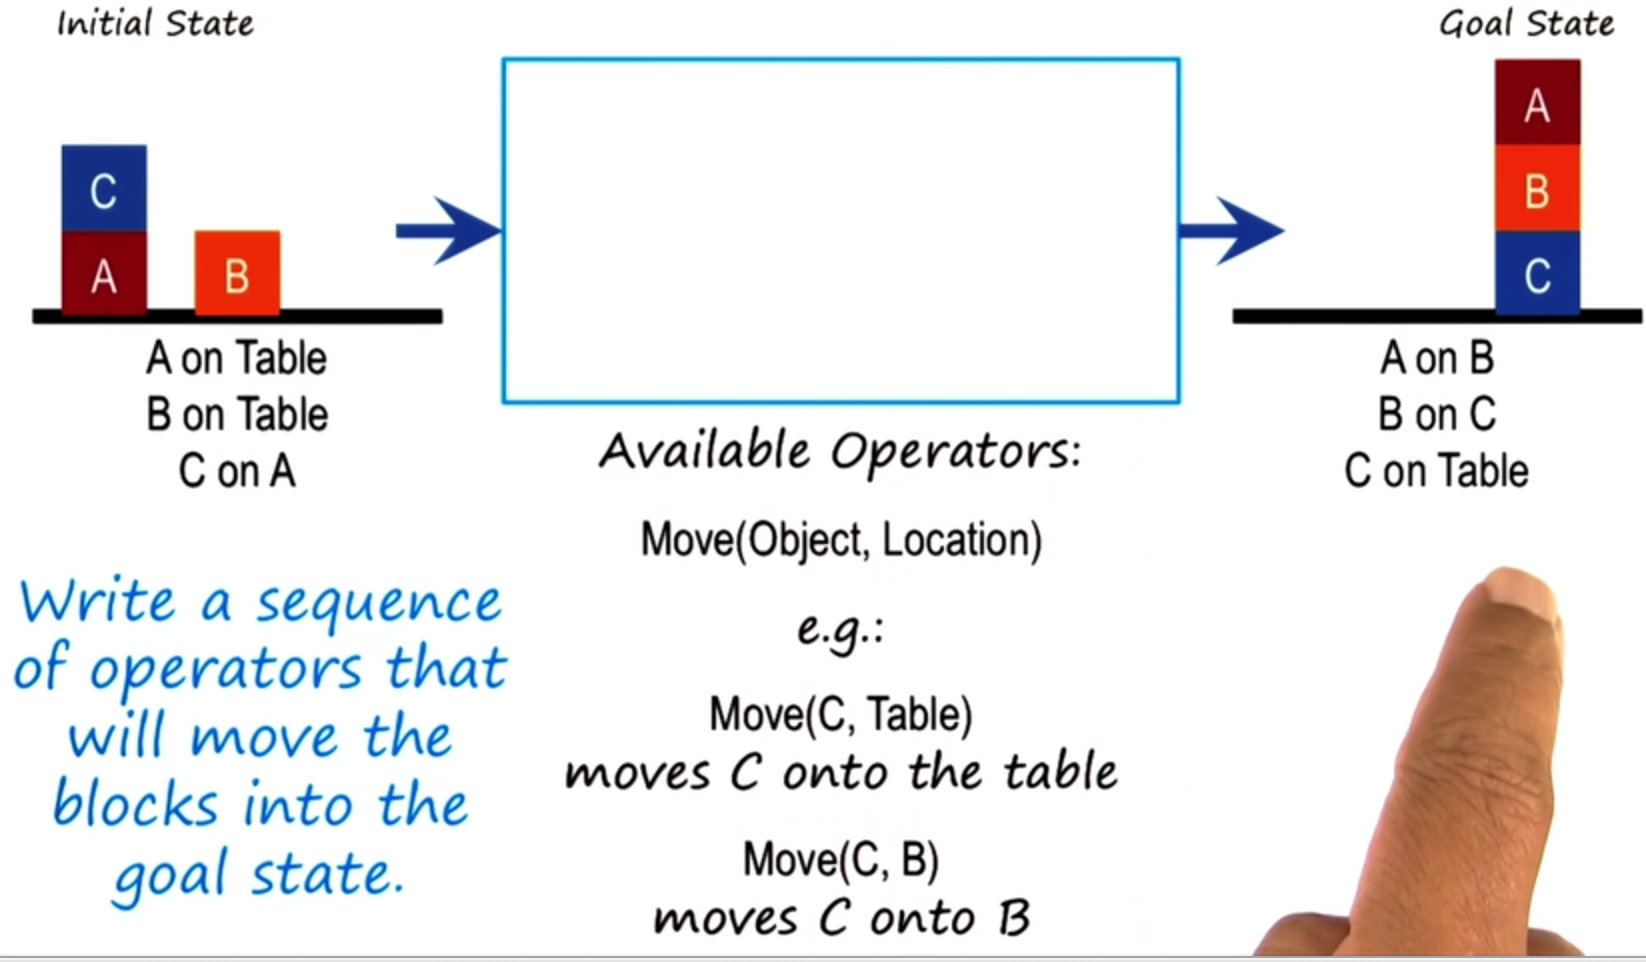 Initial State
Goal State
C
A
B
A
B
C
A on Table
B on Table
C on A
A on B
B on C
C on Table
Available Operators:
Move(Object, Location)
e.g.:
Move(C, Table)
moves C onto the table
Move(C, B)
moves C onto B
Write a sequence
of operators that
will move the
blocks into the
goal state.